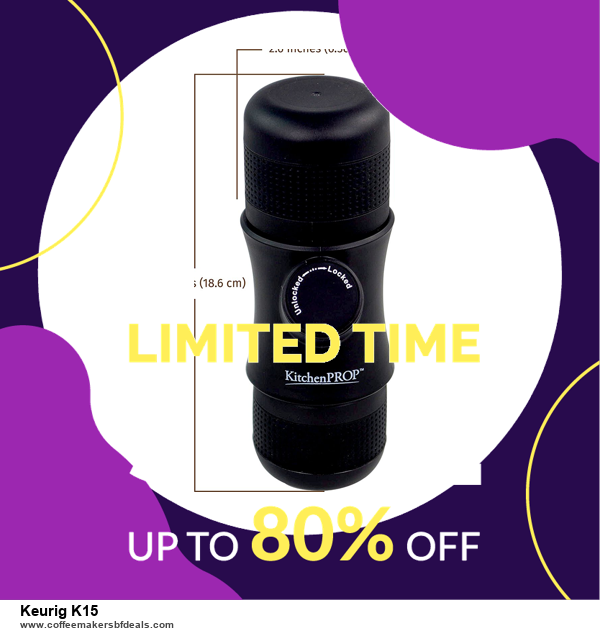 2.6 inches
s (18.6 cm)
Unlocked Locked
LIMITED TIME
KitchenPROP™
UP TO 80% OFF
Keurig K15
www.coffeemakersbfdeals.com